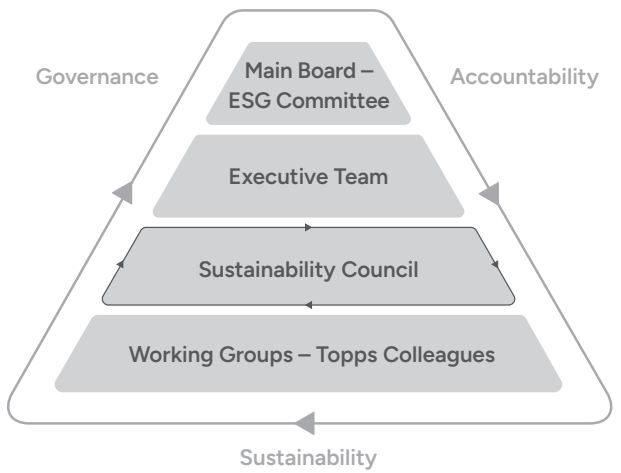 Governance
Accountability
Main Board –
ESG Committee
Executive Team
Sustainability Council
Working Groups – Topps Colleagues
Sustainability